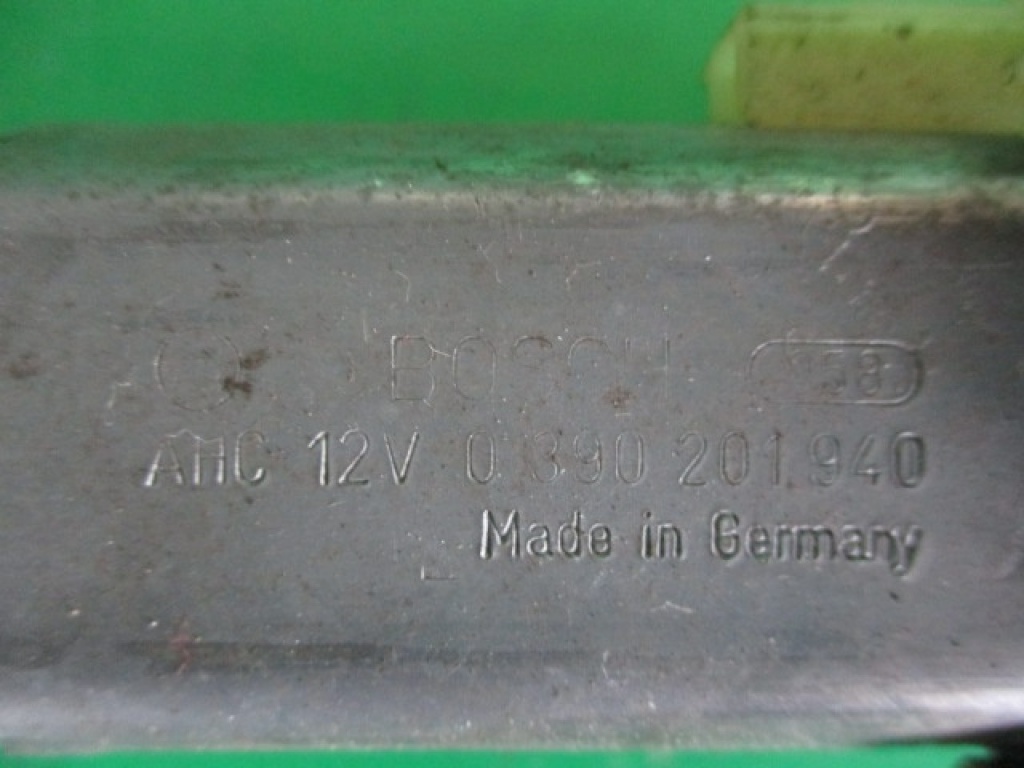 BOSCH
AHC 12V 0 390 201 940
Made in Germany